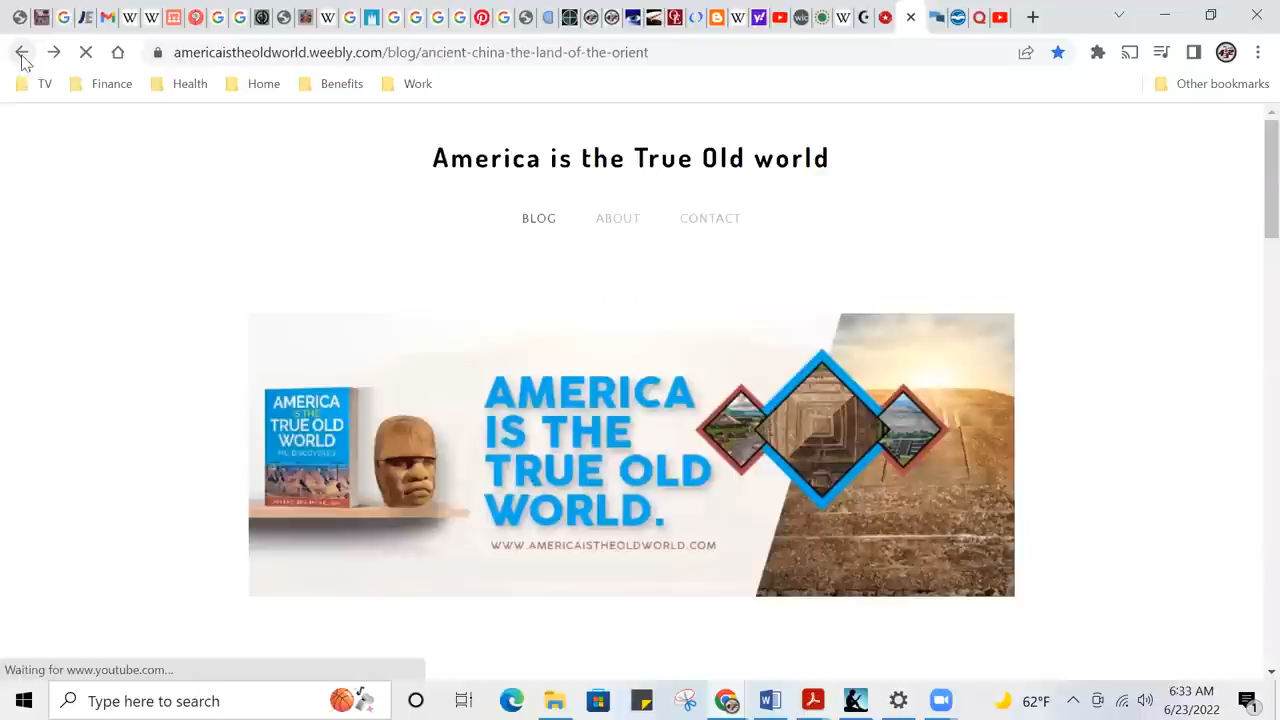 americaistheoldworld.weebly.com/blog/ancient-china-the-land-of-the-orient
TV
Finance
Health
Home
Benefits
Work
Other bookmarks
America is the True Old world
BLOG
ABOUT
CONTACT
AMERICA
IS THE
TRUE OLD
WORLD
AMERICA
IS THE
TRUE OLD
WORLD.
WWW.AMERICAISTHEOLDWORLD.COM
Waiting for www.youtube.com...
Type here to search
62°F
6:33 AM
6/23/2022